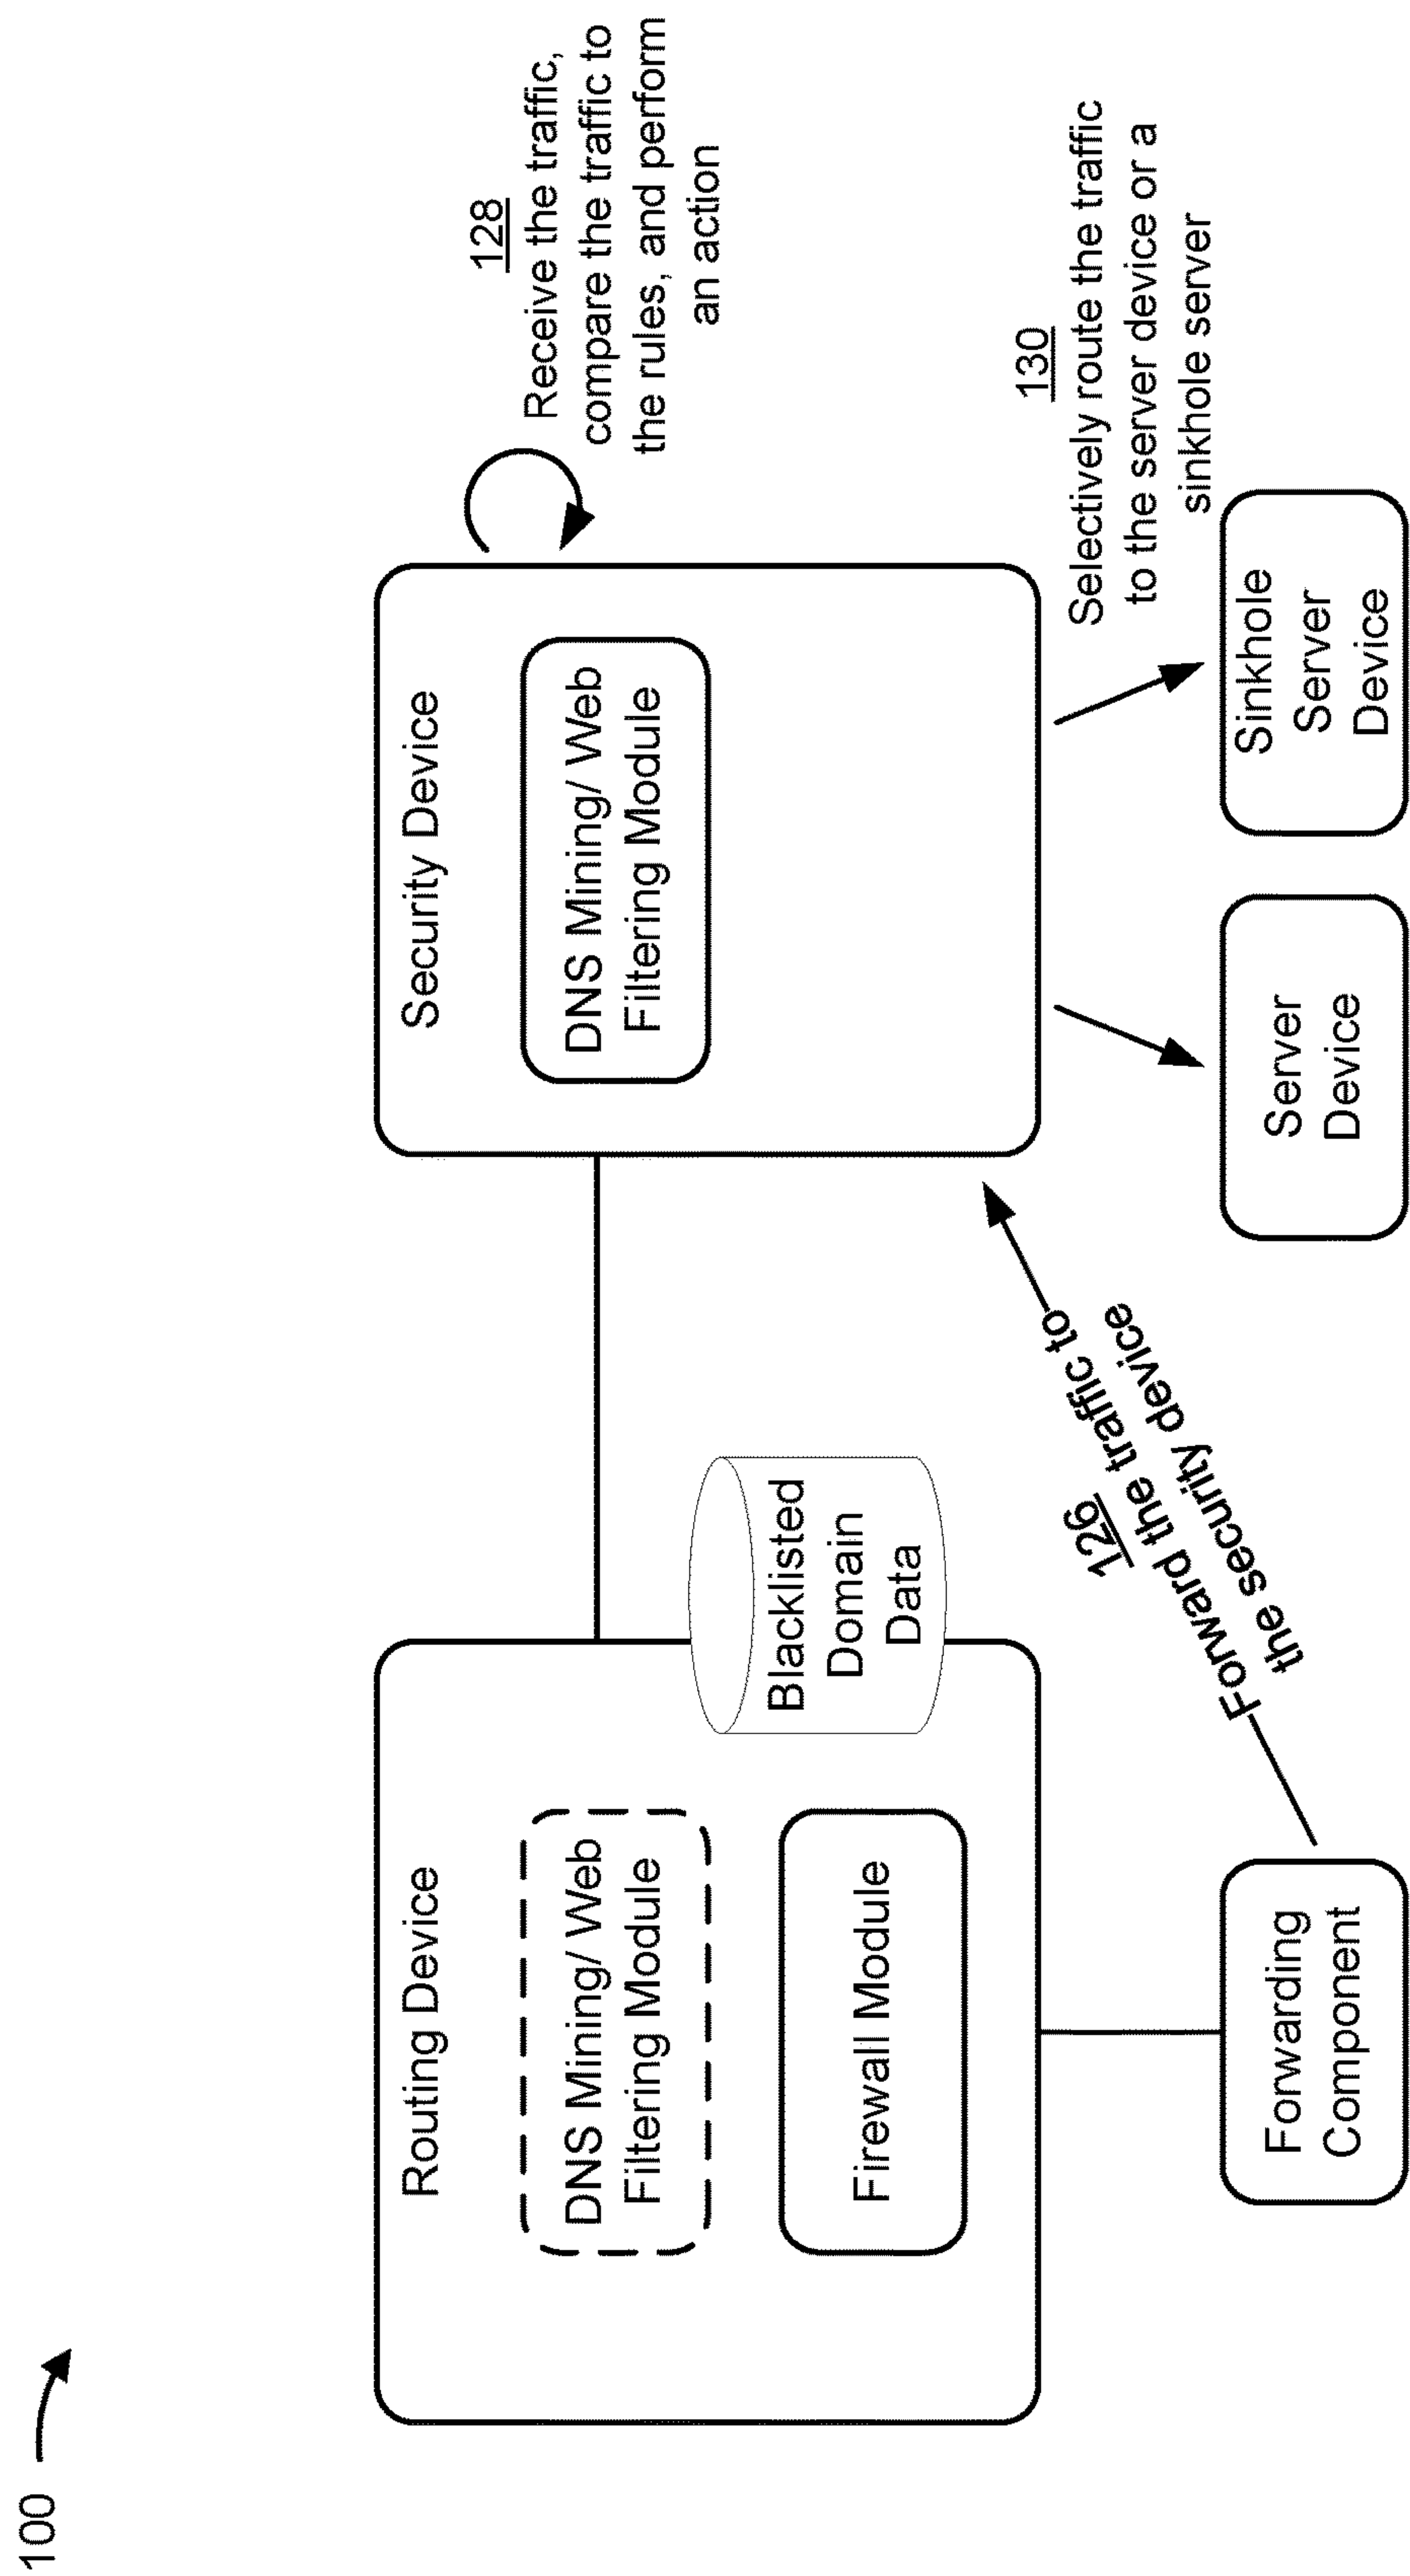 100
Routing Device
DNS Mining/ Web
Filtering Module
Firewall Module
Blacklisted
Domain
Data
Forwarding
Component
126
Forward the traffic to
the security device
Security Device
DNS Mining/ Web
Filtering Module
128
Receive the traffic,
compare the traffic to
the rules, and perform
an action
130
Selectively route the traffic
to the server device or a
sinkhole server
Server
Device
Sinkhole
Server
Device